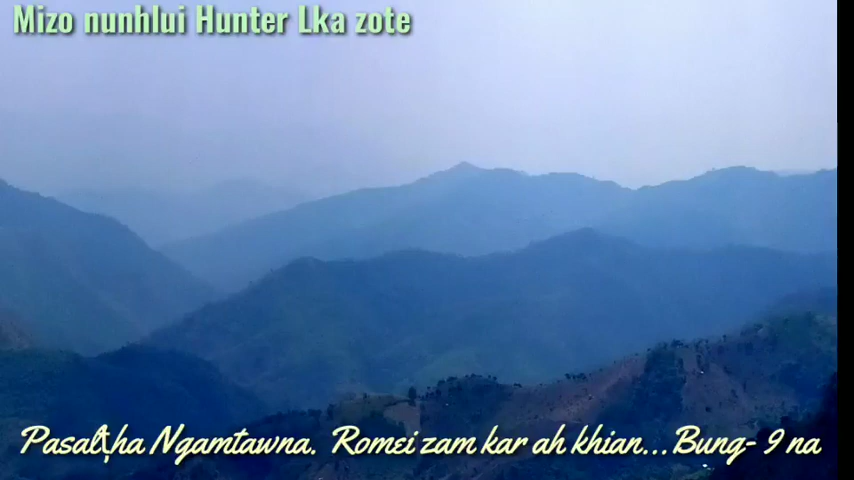 Mizo nunhlui Hunter Lka zote
Pasalṭha Ngamtawna. Romei zam kar ah khian...Bung- 9 na